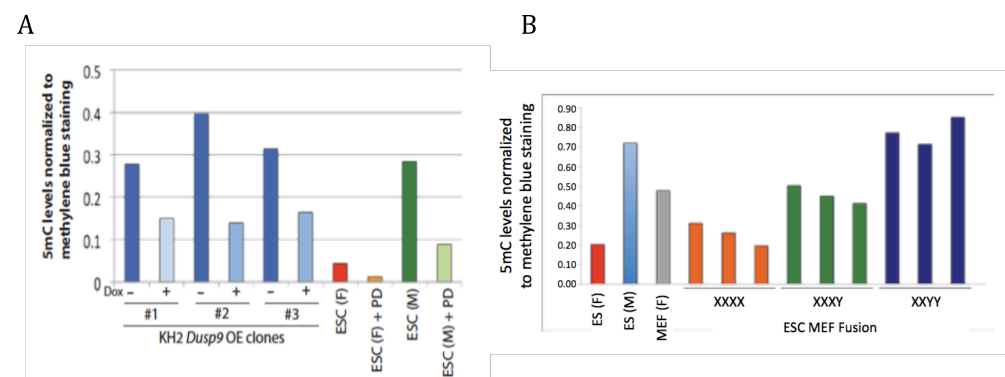 A
B
5mC levels normalized to
methylene blue staining
0.5
0.4
0.3
0.2
0.1
0
Dox – + – + – +
#1 #2 #3
KH2 Dusp9 OE clones
ESC (F)
ESC (F) + PD
ESC (M)
ESC (M) + PD
5mC levels normalized
to methylene blue staining
0.90
0.80
0.70
0.60
0.50
0.40
0.30
0.20
0.10
0.00
ES (F)
ES (M)
MEF (F)
XXXX XXXY XXYY
ESC MEF Fusion